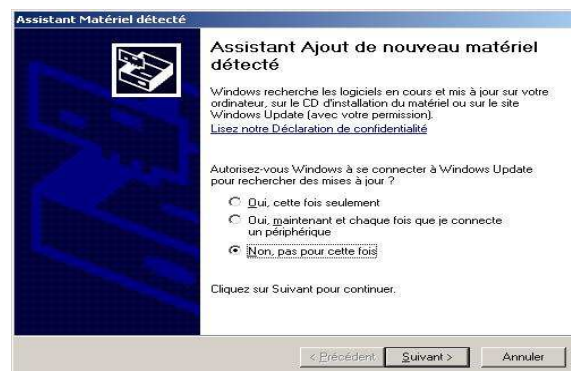 Assistant Matériel détecté
Assistant Ajout de nouveau matériel
détecté
Windows recherche les logiciels en cours et mis à jour sur votre
ordinateur, sur le CD d'installation du matériel ou sur le site
Windows Update (avec votre permission).
Lisez notre Déclaration de confidentialité
Autorisez-vous Windows à se connecter à Windows Update
pour rechercher des mises à jour ?
Oui, cette fois seulement
Oui, maintenant et chaque fois que je connecte
un périphérique
Non, pas pour cette fois
Cliquez sur Suivant pour continuer.
< Précédent Suivant > Annuler